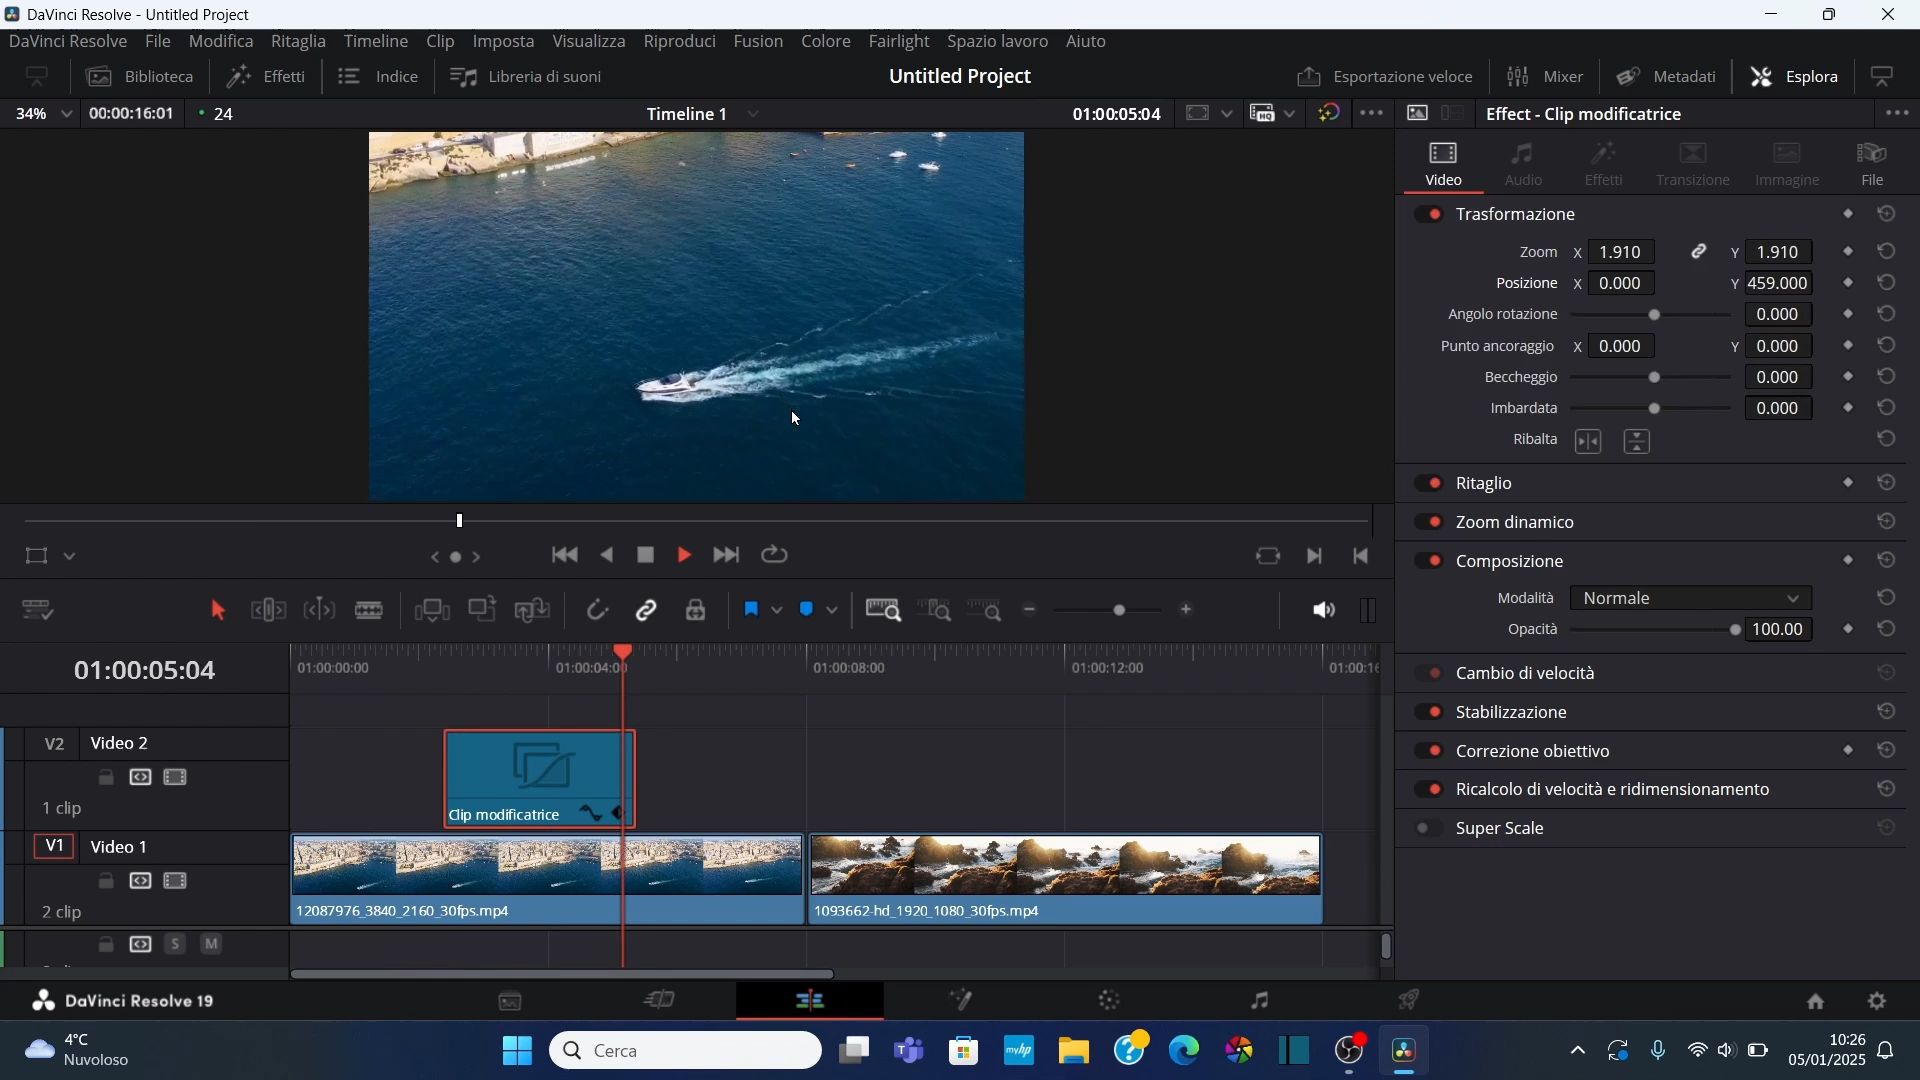 DaVinci Resolve - Untitled Project
DaVinci Resolve File Modifica Ritaglia Timeline Clip Imposta Visualizza Riproduci Fusion Colore Fairlight Spazio lavoro Aiuto
Biblioteca Effetti Indice Libreria di suoni Untitled Project Esportazione veloce Mixer Metadati Esplora
34% 00:00:16:01 24 Timeline 1 01:00:05:04 HQ Effect - Clip modificatrice
Video Audio Effetti Transizione Immagine File
Trasformazione
Zoom X 1.910 Y 1.910
Posizione X 0.000 Y 459.000
Angolo rotazione 0.000
Punto ancoraggio X 0.000 Y 0.000
Beccheggio 0.000
Imbardata 0.000
Ribalta
Ritaglio
Zoom dinamico
Composizione
Modalità Normale
Opacità 100.00
Cambio di velocità
Stabilizzazione
Correzione obiettivo
Ricalcolo di velocità e ridimensionamento
Super Scale
01:00:05:04 01:00:00:00 01:00:04:00 01:00:08:00 01:00:12:00 01:00:16
V2 Video 2
1 clip
Clip modificatrice
V1 Video 1
2 clip
12087976_3840_2160_30fps.mp4 1093662-hd_1920_1080_30fps.mp4
S M
DaVinci Resolve 19
4°C
Nuvoloso
Cerca
myhp
10:26
05/01/2025